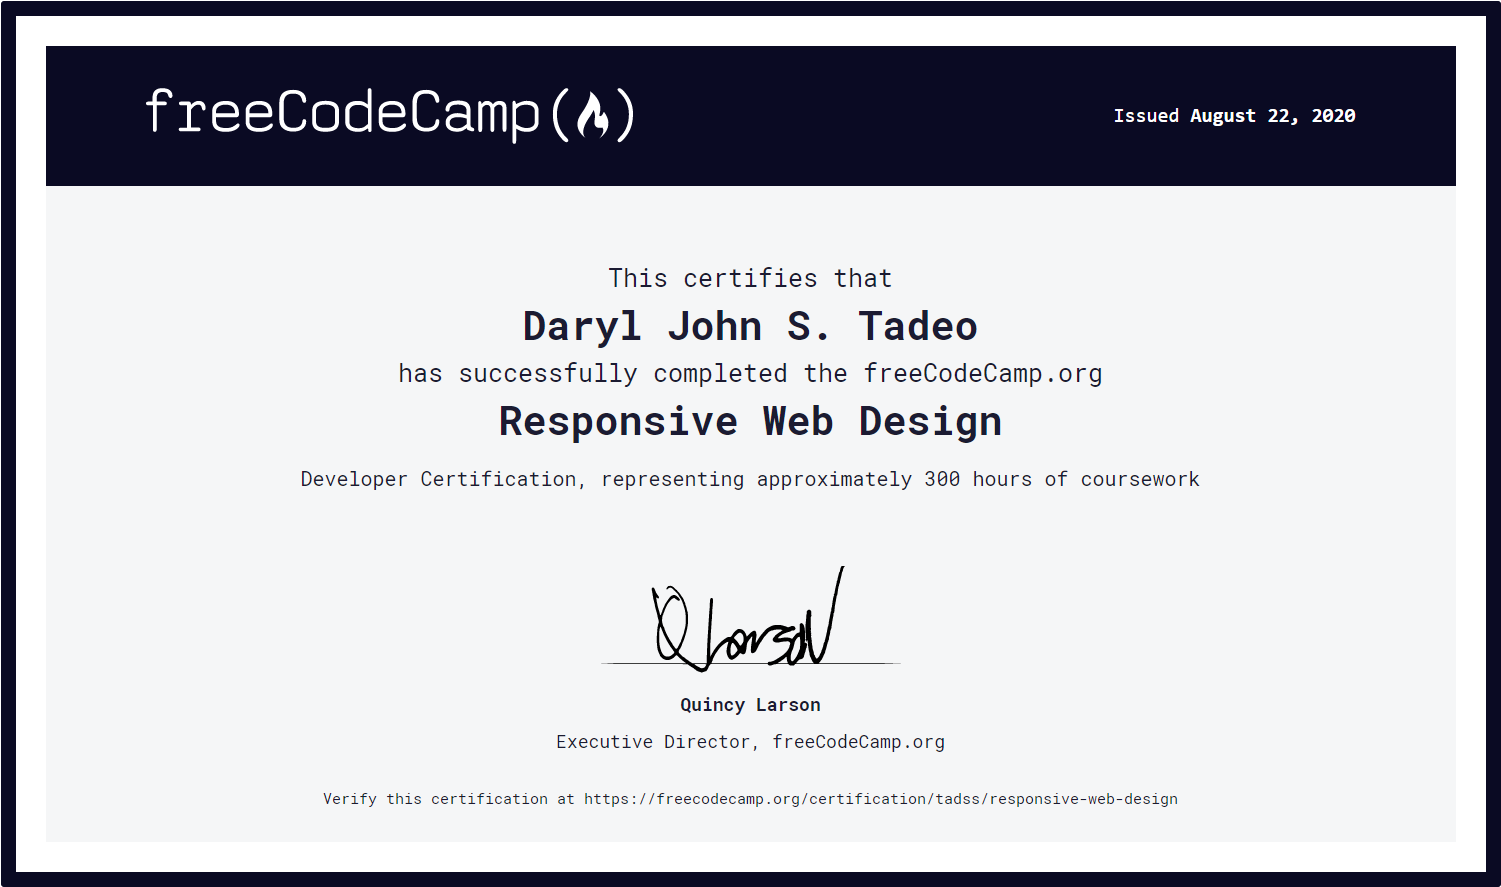 freeCodeCamp(🔥)
Issued August 22, 2020
This certifies that
Daryl John S. Tadeo
has successfully completed the freeCodeCamp.org
Responsive Web Design
Developer Certification, representing approximately 300 hours of coursework
Q Larson
Quincy Larson
Executive Director, freeCodeCamp.org
Verify this certification at https://freecodecamp.org/certification/tadss/responsive-web-design